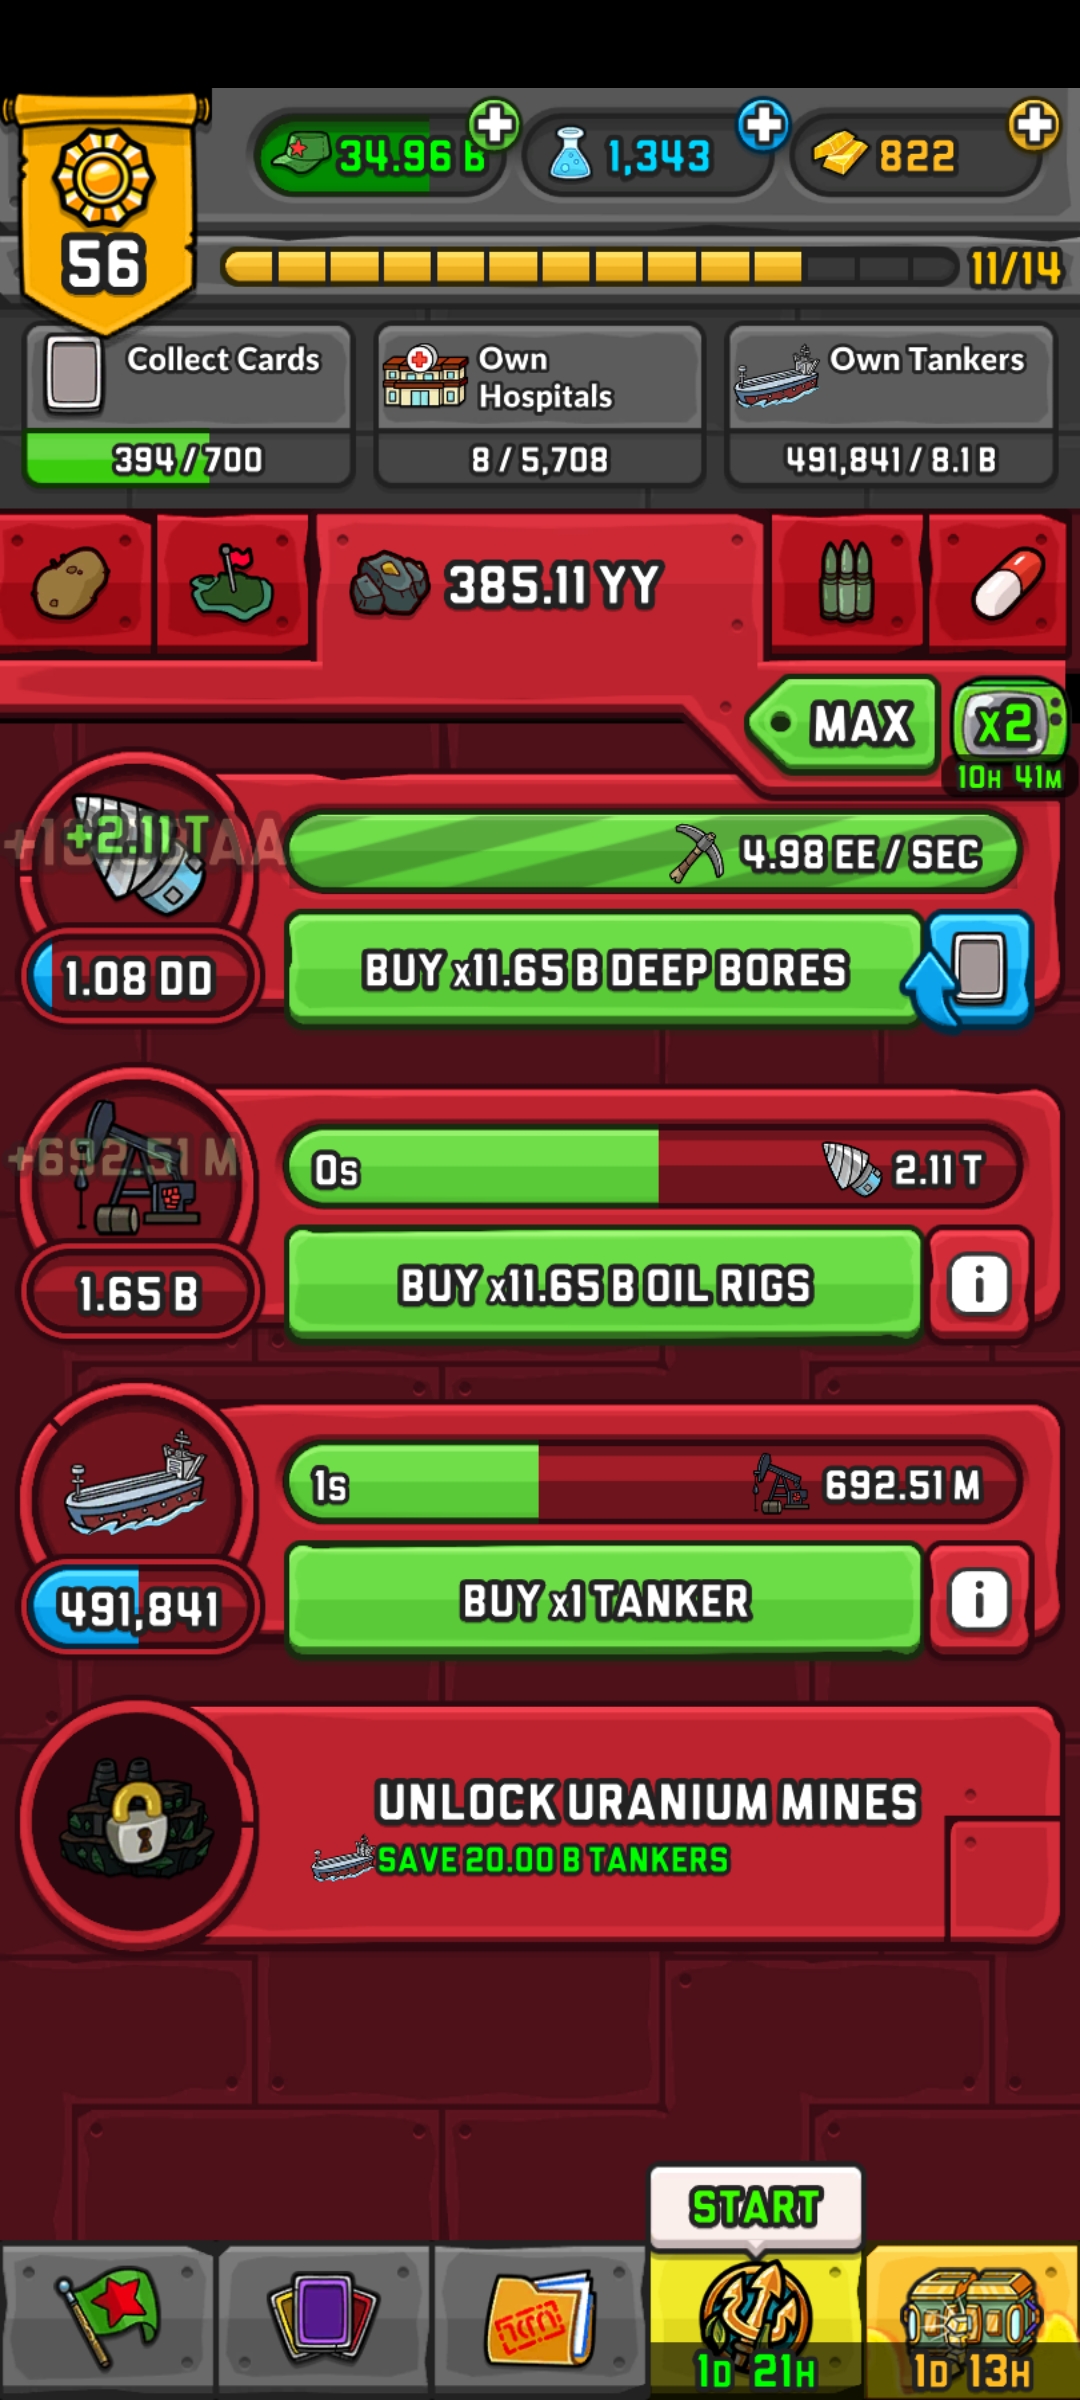 56
34.96 B
1,343
822
11/14
Collect Cards
394/700
Own
Hospitals
8/5,708
Own Tankers
491,841/8.1 B
385.11 YY
MAX
x2
10H 41M
+2.11 T
4.98 EE/SEC
1.08 DD
BUY x11.65 B DEEP BORES
+692.51 M
0s
2.11 T
1.65 B
BUY x11.65 B OIL RIGS
i
1s
692.51 M
491,841
BUY x1 TANKER
i
UNLOCK URANIUM MINES
SAVE 20.00 B TANKERS
START
1D 21H
1D 13H